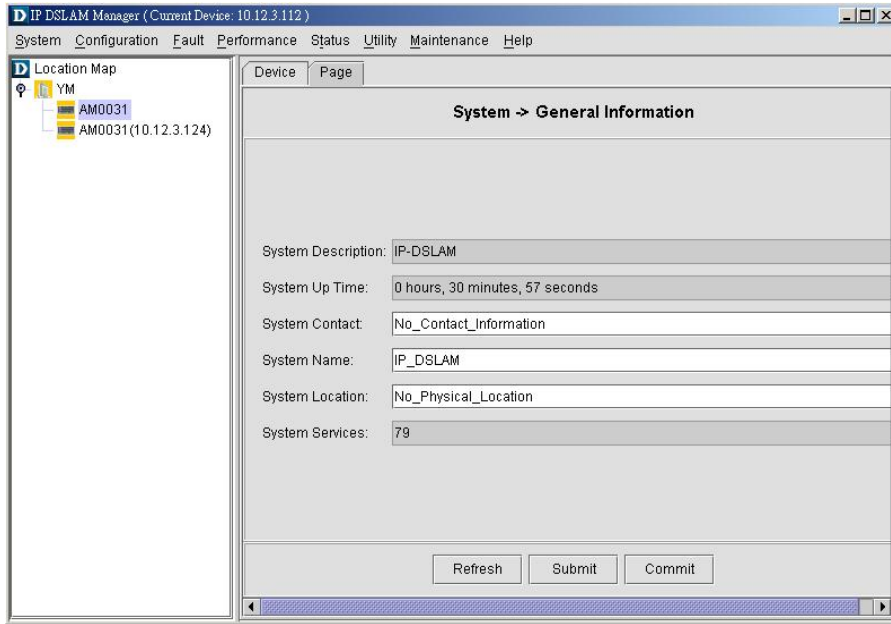 IP DSLAM Manager ( Current Device: 10.12.3.112 )
System Configuration Fault Performance Status Utility Maintenance Help
Location Map
YM
AM0031
AM0031(10.12.3.124)
Device Page
System -> General Information
System Description: IP-DSLAM
System Up Time: 0 hours, 30 minutes, 57 seconds
System Contact: No_Contact_Information
System Name: IP_DSLAM
System Location: No_Physical_Location
System Services: 79
Refresh Submit Commit